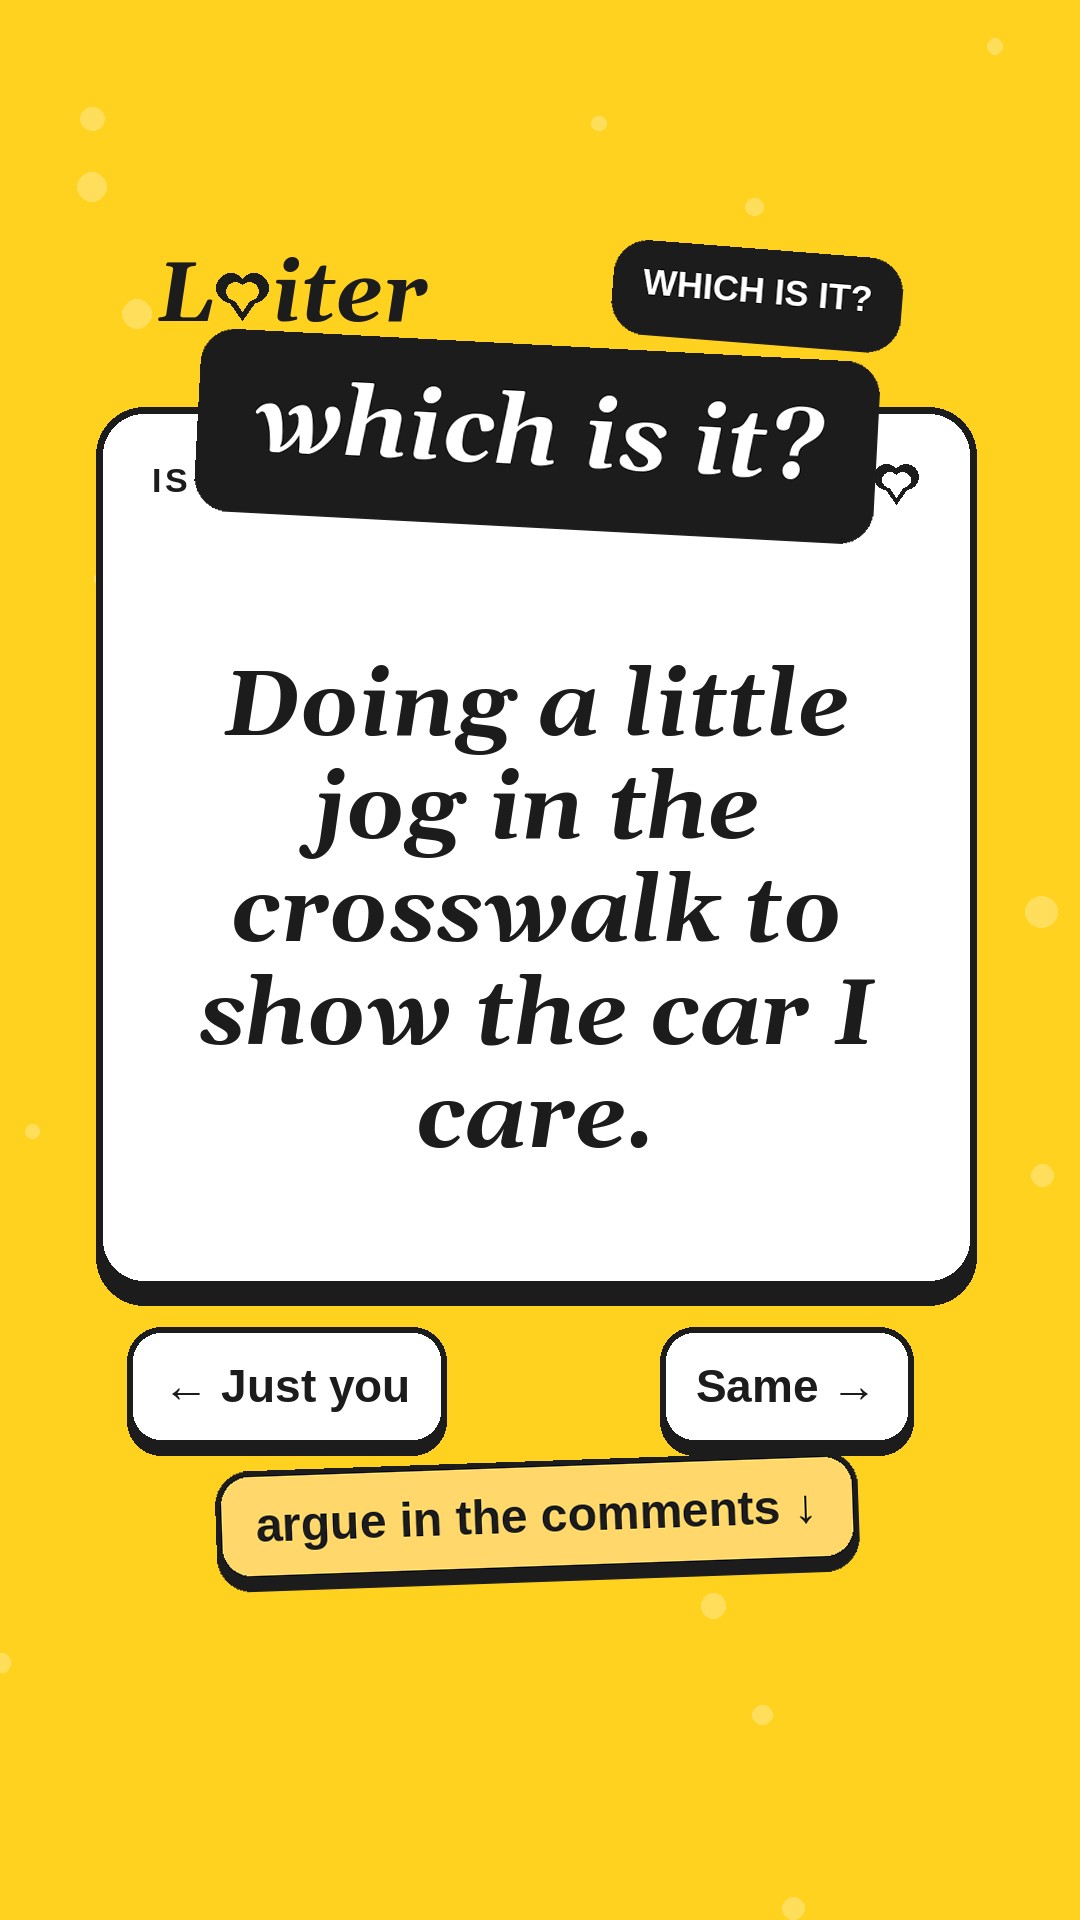 Loiter
WHICH IS IT?
which is it?
IS
Doing a little
jog in the
crosswalk to
show the car I
care.
← Just you
Same →
argue in the comments ↓